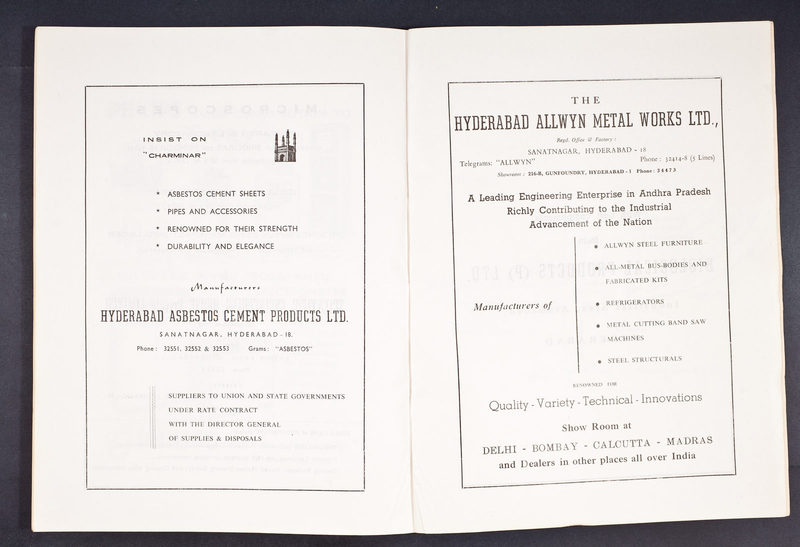 INSIST ON
"CHARMINAR"
* ASBESTOS CEMENT SHEETS
* PIPES AND ACCESSORIES
* RENOWNED FOR THEIR STRENGTH
* DURABILITY AND ELEGANCE
Manufacturers
HYDERABAD ASBESTOS CEMENT PRODUCTS LTD.
SANATNAGAR, HYDERABAD-18.
Phone: 32551, 32552 & 32553 Grams: "ASBESTOS"
SUPPLIERS TO UNION AND STATE GOVERNMENTS
UNDER RATE CONTRACT
WITH THE DIRECTOR GENERAL
OF SUPPLIES & DISPOSALS
THE
HYDERABAD ALLWYN METAL WORKS LTD.,
Regd. Office & Factory:
SANATNAGAR, HYDERABAD - 18
Telegrams: "ALLWYN" Phone: 32414-8 (5 Lines)
Showroom: 216-B, GUNFOUNDRY, HYDERABAD-1 Phone: 34473
A Leading Engineering Enterprise in Andhra Pradesh
Richly Contributing to the Industrial
Advancement of the Nation
Manufacturers of
• ALLWYN STEEL FURNITURE
• ALL-METAL BUS-BODIES AND
FABRICATED KITS
• REFRIGERATORS
• METAL CUTTING BAND SAW
MACHINES
• STEEL STRUCTURALS
RENOWNED FOR
Quality - Variety - Technical - Innovations
Show Room at
DELHI - BOMBAY - CALCUTTA - MADRAS
and Dealers in other places all over India